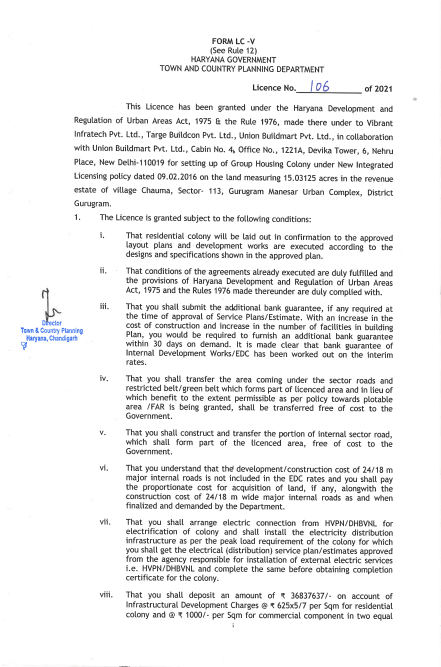 FORM LC -V
(See Rule 12)
HARYANA GOVERNMENT
TOWN AND COUNTRY PLANNING DEPARTMENT
Licence No. 106 of 2021
This Licence has been granted under the Haryana Development and
Regulation of Urban Areas Act, 1975 & the Rule 1976, made there under to Vibrant
Infratech Pvt. Ltd., Targe Buildcon Pvt. Ltd., Union Buildmart Pvt. Ltd., in collaboration
with Union Buildmart Pvt. Ltd., Cabin No. 4, Office No., 1221A, Devika Tower, 6, Nehru
Place, New Delhi-110019 for setting up of Group Housing Colony under New Integrated
Licensing policy dated 09.02.2016 on the land measuring 15.03125 acres in the revenue
estate of village Chauma, Sector- 113, Gurugram Manesar Urban Complex, District
Gurugram.
1. The Licence is granted subject to the following conditions:
i. That residential colony will be laid out in confirmation to the approved
layout plans and development works are executed according to the
designs and specifications shown in the approved plan.
ii. That conditions of the agreements already executed are duly fulfilled and
the provisions of Haryana Development and Regulation of Urban Areas
Act, 1975 and the Rules 1976 made thereunder are duly complied with.
iii. That you shall submit the additional bank guarantee, if any required at
the time of approval of Service Plans/Estimate. With an increase in the
cost of construction and increase in the number of facilities in building
Plan, you would be required to furnish an additional bank guarantee
within 30 days on demand. It is made clear that bank guarantee of
Internal Development Works/EDC has been worked out on the interim
rates.
Director
Town & Country Planning
Haryana, Chandigarh
iv. That you shall transfer the area coming under the sector roads and
restricted belt/green belt which forms part of licenced area and in lieu of
which benefit to the extent permissible as per policy towards plotable
area /FAR is being granted, shall be transferred free of cost to the
Government.
v. That you shall construct and transfer the portion of internal sector road,
which shall form part of the licenced area, free of cost to the
Government.
vi. That you understand that the development/construction cost of 24/18 m
major internal roads is not included in the EDC rates and you shall pay
the proportionate cost for acquisition of land, if any, alongwith the
construction cost of 24/18 m wide major internal roads as and when
finalized and demanded by the Department.
vii. That you shall arrange electric connection from HVPN/DHBVNL for
electrification of colony and shall install the electricity distribution
infrastructure as per the peak load requirement of the colony for which
you shall get the electrical (distribution) service plan/estimates approved
from the agency responsible for installation of external electric services
i.e. HVPN/DHBVNL and complete the same before obtaining completion
certificate for the colony.
viii. That you shall deposit an amount of ₹ 36837637/- on account of
Infrastructural Development Charges @ ₹ 625x5/7 per Sqm for residential
colony and @ ₹ 1000/- per Sqm for commercial component in two equal